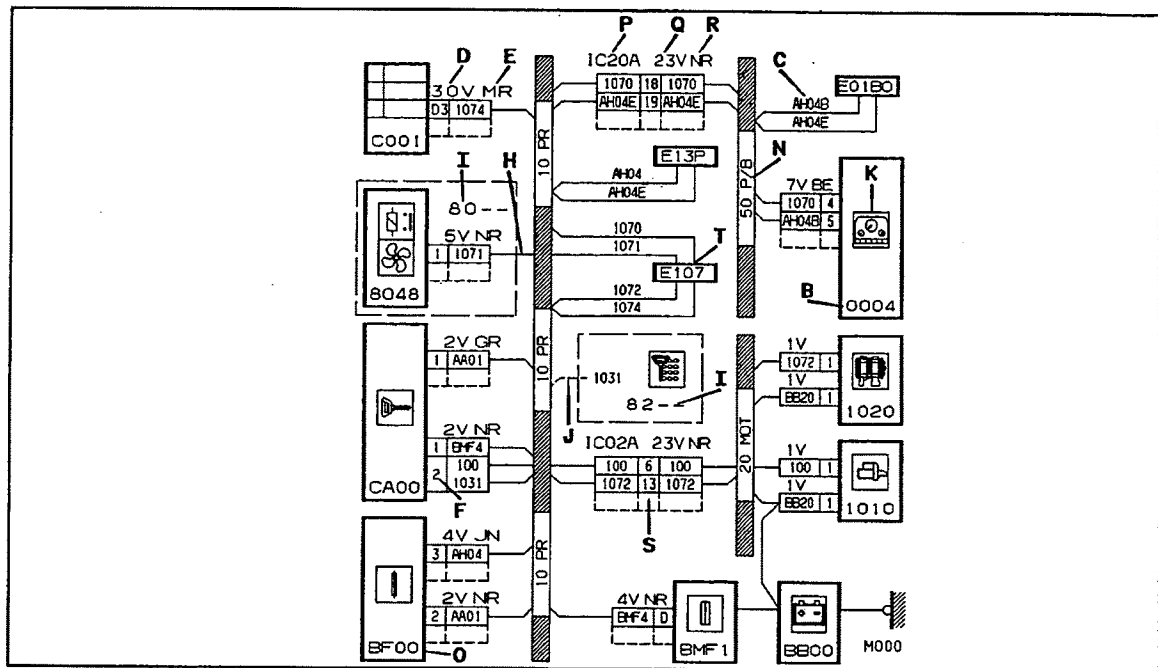 P Q R
IC20A 23V NR
D E
30V MR
D3 1074
C001
1070 18 1070
AH04E 19 AH04E
C
AH04B
AH04E
E01B0
10 PR
E13P
AH04
AH04E
N
50 P/B
7V BE
1070 4
AH04B 5
K
B
0004
I
80--
H
5V NR
1 1071
8048
1070
1071
T
E107
1072
1074
2V GR
1 AA01
2V NR
1 BMF4
2 100
1031
CA00
F
10 PR
1031
J
82--
I
IC02A 23V NR
100 6 100
1072 13 1072
S
20 MOT
1V
1072 1
1V
BB20 1
1020
1V
100 1
1V
BB20 1
1010
4V JN
3 AH04
2V NR
2 AA01
BF00
O
10 PR
4V NR
BMF4 D
BMF1
BB00
M000